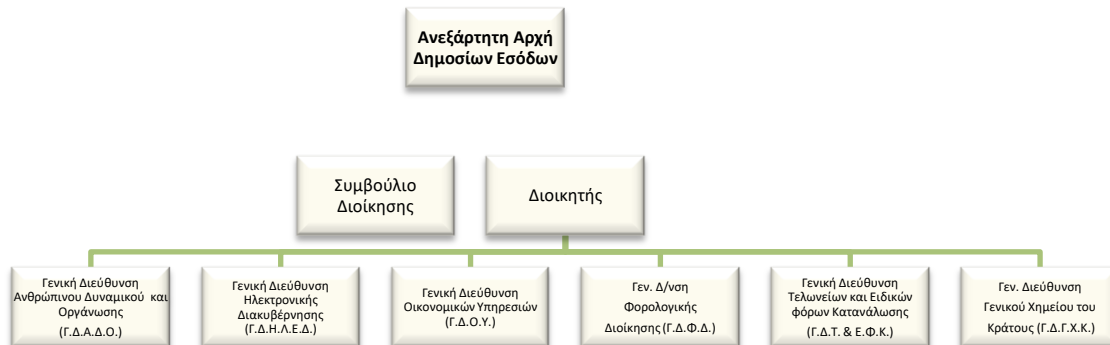 Ανεξάρτητη Αρχή
Δημοσίων Εσόδων
Συμβούλιο
Διοίκησης
Διοικητής
Γενική Διεύθυνση
Ανθρώπινου Δυναμικού και
Οργάνωσης
(Γ.Δ.Α.Δ.Ο.)
Γενική Διεύθυνση
Ηλεκτρονικής
Διακυβέρνησης
(Γ.Δ.Η.Λ.Ε.Δ.)
Γενική Διεύθυνση
Οικονομικών Υπηρεσιών
(Γ.Δ.Ο.Υ.)
Γεν. Δ/νση
Φορολογικής
Διοίκησης (Γ.Δ.Φ.Δ.)
Γενική Διεύθυνση
Τελωνείων και Ειδικών
φόρων Κατανάλωσης
(Γ.Δ.Τ. & Ε.Φ.Κ.)
Γεν. Διεύθυνση
Γενικού Χημείου του
Κράτους (Γ.Δ.Γ.Χ.Κ.)